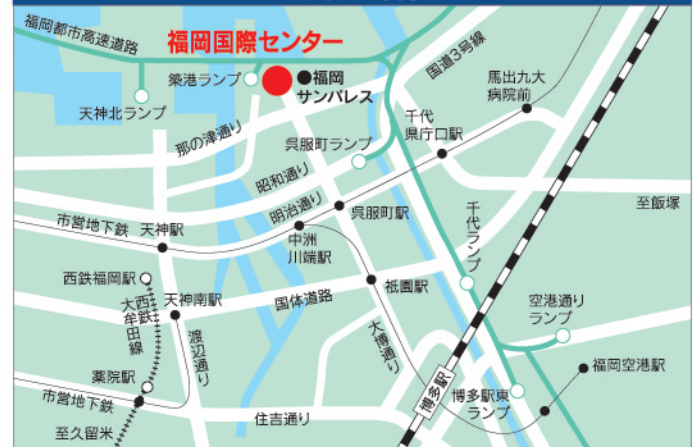 福岡都市高速道路
福岡国際センター
国道3号線
築港ランプ
●福岡
サンパレス
馬出九大
病院前
天神北ランプ
那の津通り
千代
県庁口駅
呉服町ランプ
昭和通り
明治通り
呉服町駅
千代ランプ
至飯塚
市営地下鉄
天神駅
中洲
川端駅
西鉄福岡駅
天神南駅
国体道路
祇園駅
空港通り
ランプ
西鉄
大牟田線
渡辺通り
大博通り
福岡空港駅
薬院駅
博多駅
博多駅東
ランプ
市営地下鉄
住吉通り
至久留米